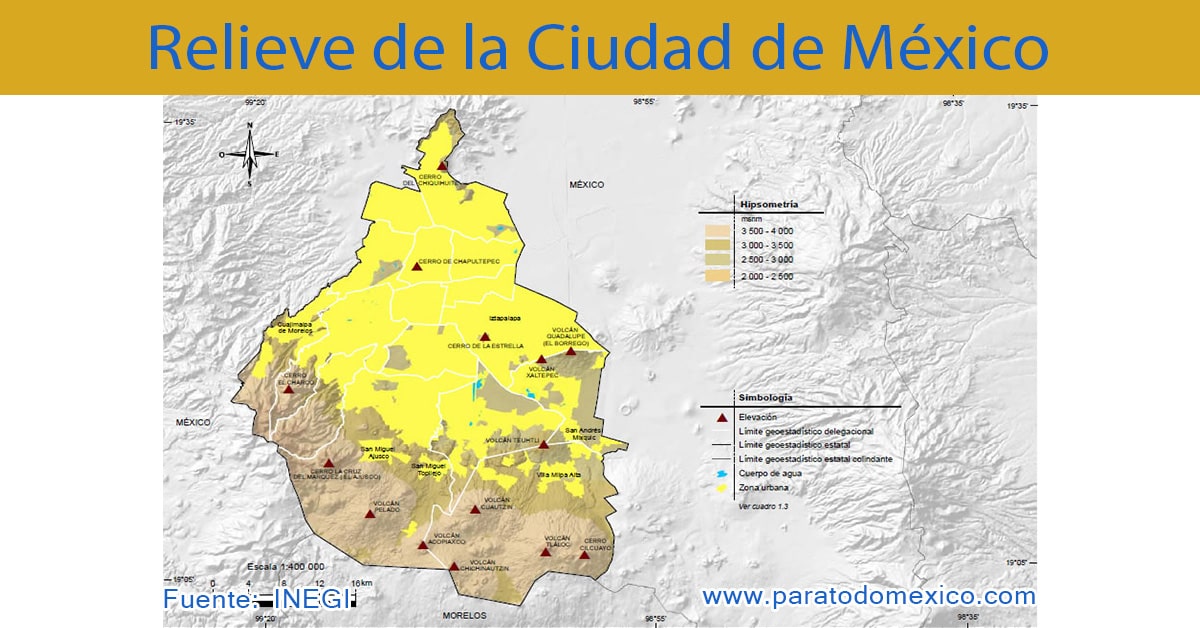 Relieve de la Ciudad de México
99°20'
98°55'
98°35'
19°35'
19°35'
N
O
E
S
CERRO
DEL CHIQUIHUITE
MÉXICO
Hipsometría
msnm
3 500 - 4 000
3 000 - 3 500
2 500 - 3 000
2 000 - 2 500
CERRO DE CHAPULTEPEC
Iztapalapa
Cuajimalpa
de Morelos
VOLCÁN
GUADALUPE
(EL BORREGO)
CERRO DE LA ESTRELLA
VOLCÁN
XALTEPEC
CERRO
EL CHARCO
Simbología
Elevación
Límite geoestadístico delegacional
Límite geoestadístico estatal
Límite geoestadístico estatal colindante
Cuerpo de agua
Zona urbana
Ver cuadro 1.3
MÉXICO
San Andrés
Mixquic
VOLCÁN TEUHTLI
San Miguel
Ajusco
San Miguel
Topilejo
CERRO LA CRUZ
DEL MARQUEZ (EL AJUSCO)
Villa Milpa Alta
VOLCÁN
PELADO
VOLCÁN
CUAUTZIN
VOLCÁN
ACOPIAXCO
VOLCÁN
TLÁLOC
CERRO
CILCUAYO
VOLCÁN
CHICHINAUTZIN
Escala 1:400 000
19°05'
19°05'
0 4 8 12 16 km
Fuente: INEGI
www.paratodomexico.com
MORELOS
99°20'
98°55'
98°35'